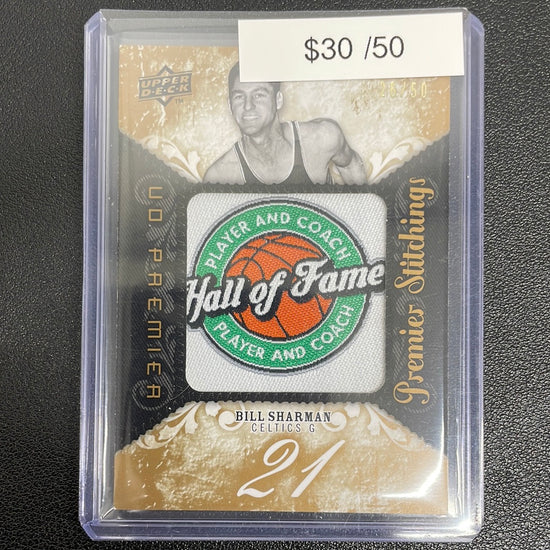 $30 /50
UPPER
DECK
/50
UD PREMIER
Premier Stitchings
PLAYER AND COACH
Hall of Fame
PLAYER AND COACH
BILL SHARMAN
CELTICS G
21